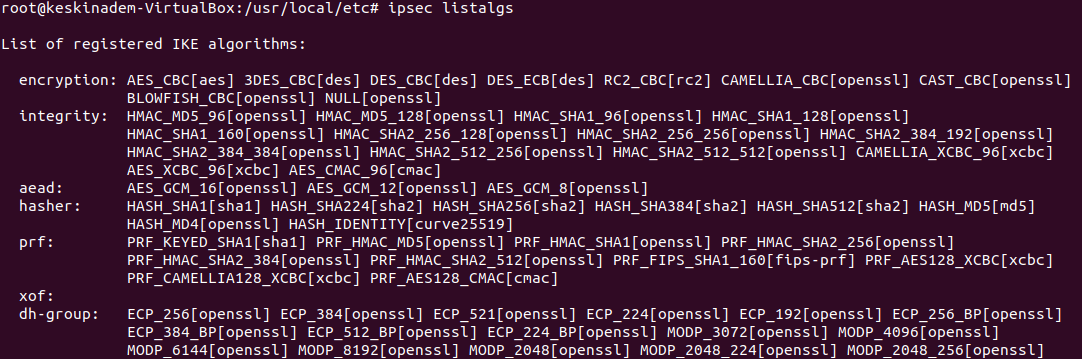 root@keskinadem-VirtualBox:/usr/local/etc# ipsec listalgs
List of registered IKE algorithms:
encryption: AES_CBC[aes] 3DES_CBC[des] DES_CBC[des] DES_ECB[des] RC2_CBC[rc2] CAMELLIA_CBC[openssl] CAST_CBC[openssl]
BLOWFISH_CBC[openssl] NULL[openssl]
integrity: HMAC_MD5_96[openssl] HMAC_MD5_128[openssl] HMAC_SHA1_96[openssl] HMAC_SHA1_128[openssl]
HMAC_SHA1_160[openssl] HMAC_SHA2_256_128[openssl] HMAC_SHA2_256_256[openssl] HMAC_SHA2_384_192[openssl]
HMAC_SHA2_384_384[openssl] HMAC_SHA2_512_256[openssl] HMAC_SHA2_512_512[openssl] CAMELLIA_XCBC_96[xcbc]
AES_XCBC_96[xcbc] AES_CMAC_96[cmac]
aead: AES_GCM_16[openssl] AES_GCM_12[openssl] AES_GCM_8[openssl]
hasher: HASH_SHA1[sha1] HASH_SHA224[sha2] HASH_SHA256[sha2] HASH_SHA384[sha2] HASH_SHA512[sha2] HASH_MD5[md5]
HASH_MD4[openssl] HASH_IDENTITY[curve25519]
prf: PRF_KEYED_SHA1[sha1] PRF_HMAC_MD5[openssl] PRF_HMAC_SHA1[openssl] PRF_HMAC_SHA2_256[openssl]
PRF_HMAC_SHA2_384[openssl] PRF_HMAC_SHA2_512[openssl] PRF_FIPS_SHA1_160[fips-prf] PRF_AES128_XCBC[xcbc]
PRF_CAMELLIA128_XCBC[xcbc] PRF_AES128_CMAC[cmac]
xof:
dh-group: ECP_256[openssl] ECP_384[openssl] ECP_521[openssl] ECP_224[openssl] ECP_192[openssl] ECP_256_BP[openssl]
ECP_384_BP[openssl] ECP_512_BP[openssl] ECP_224_BP[openssl] MODP_3072[openssl] MODP_4096[openssl]
MODP_6144[openssl] MODP_8192[openssl] MODP_2048[openssl] MODP_2048_224[openssl] MODP_2048_256[openssl]